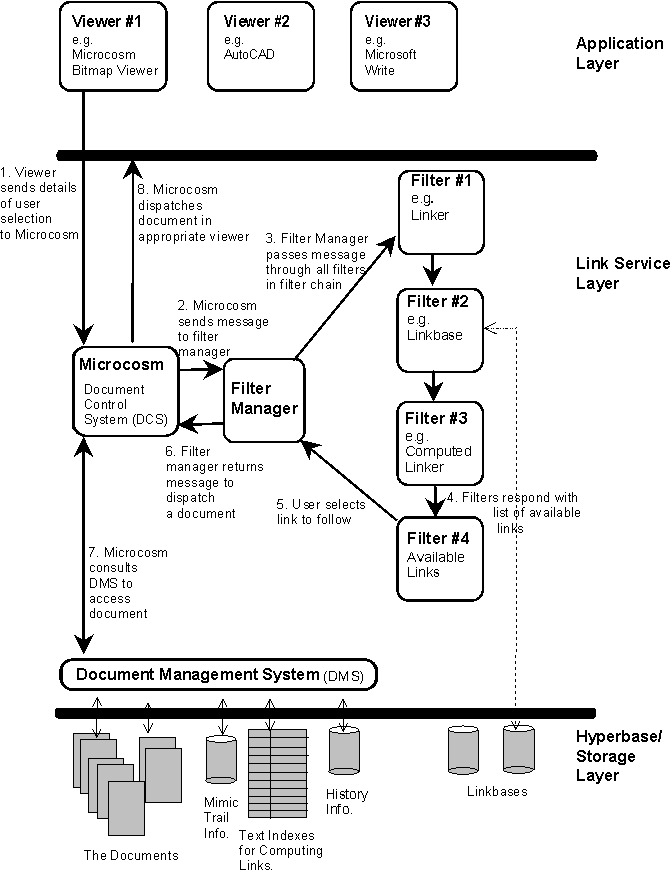 Viewer #1
e.g.
Microcosm
Bitmap Viewer
Viewer #2
e.g.
AutoCAD
Viewer #3
e.g.
Microsoft
Write
Application
Layer
1. Viewer
sends details
of user
selection
to Microcosm
8. Microcosm
dispatches
document in
appropriate viewer
3. Filter Manager
passes message
through all filters
in filter chain
Filter #1
e.g.
Linker
Link Service
Layer
2. Microcosm
sends message
to filter
manager
Filter #2
e.g.
Linkbase
Microcosm
Document
Control
System (DCS)
Filter
Manager
Filter #3
e.g.
Computed
Linker
6. Filter
manager returns
message to
dispatch
a document
5. User selects
link to follow
4. Filters respond with
list of available
links
Filter #4
Available
Links
7. Microcosm
consults
DMS to
access
document
Document Management System (DMS)
Hyperbase/
Storage
Layer
The Documents
Mimic
Trail
Info.
Text Indexes
for Computing
Links.
History
Info.
Linkbases